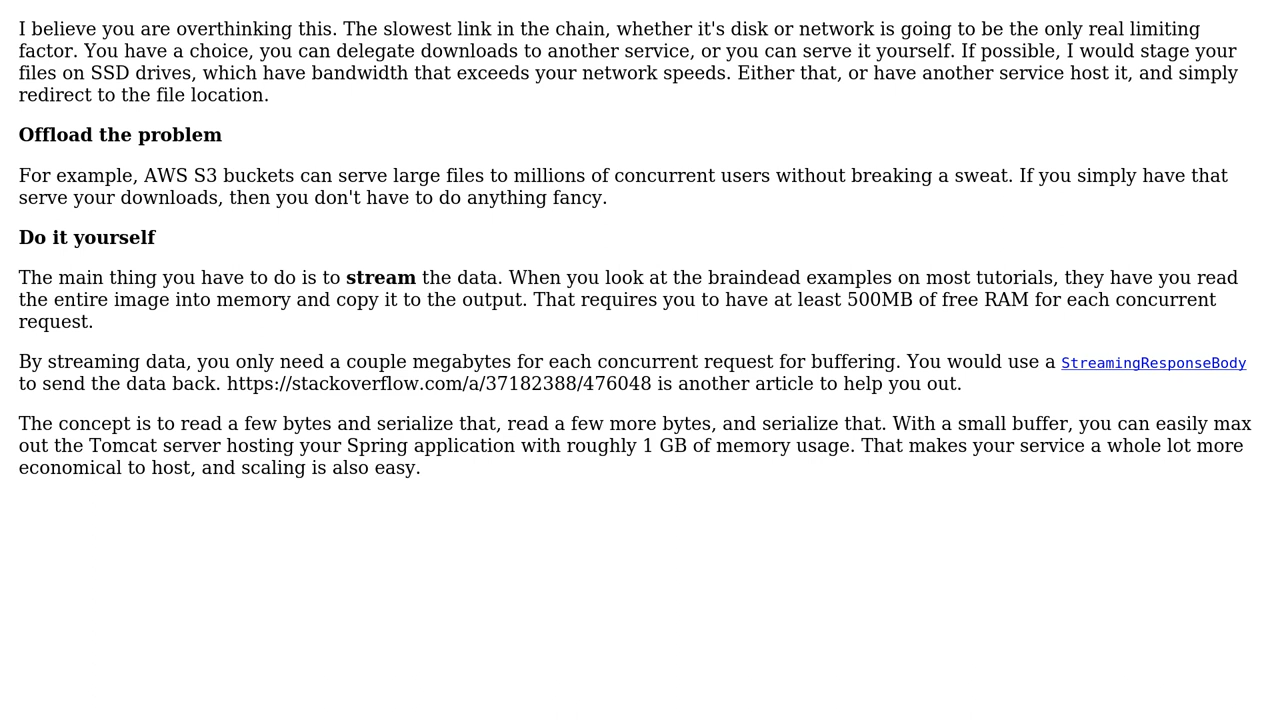 I believe you are overthinking this. The slowest link in the chain, whether it's disk or network is going to be the only real limiting
factor. You have a choice, you can delegate downloads to another service, or you can serve it yourself. If possible, I would stage your
files on SSD drives, which have bandwidth that exceeds your network speeds. Either that, or have another service host it, and simply
redirect to the file location.
Offload the problem
For example, AWS S3 buckets can serve large files to millions of concurrent users without breaking a sweat. If you simply have that
serve your downloads, then you don't have to do anything fancy.
Do it yourself
The main thing you have to do is to stream the data. When you look at the braindead examples on most tutorials, they have you read
the entire image into memory and copy it to the output. That requires you to have at least 500MB of free RAM for each concurrent
request.
By streaming data, you only need a couple megabytes for each concurrent request for buffering. You would use a StreamingResponseBody
to send the data back. https://stackoverflow.com/a/37182388/476048 is another article to help you out.
The concept is to read a few bytes and serialize that, read a few more bytes, and serialize that. With a small buffer, you can easily max
out the Tomcat server hosting your Spring application with roughly 1 GB of memory usage. That makes your service a whole lot more
economical to host, and scaling is also easy.